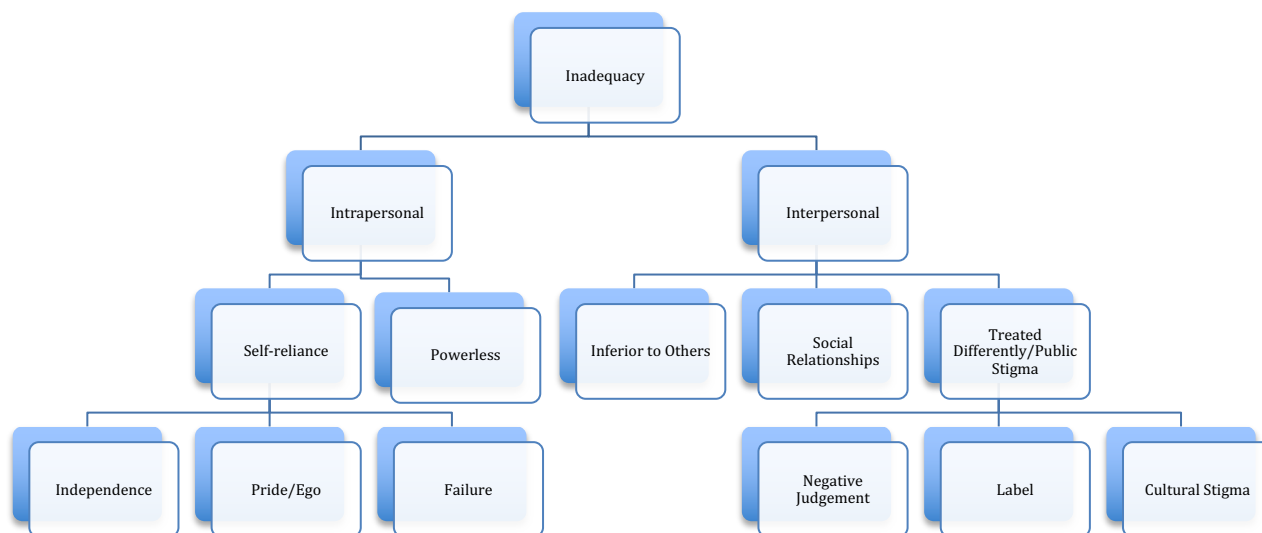 Inadequacy
Intrapersonal
Interpersonal
Self-reliance
Powerless
Inferior to Others
Social
Relationships
Treated
Differently/Public
Stigma
Independence
Pride/Ego
Failure
Negative
Judgement
Label
Cultural Stigma